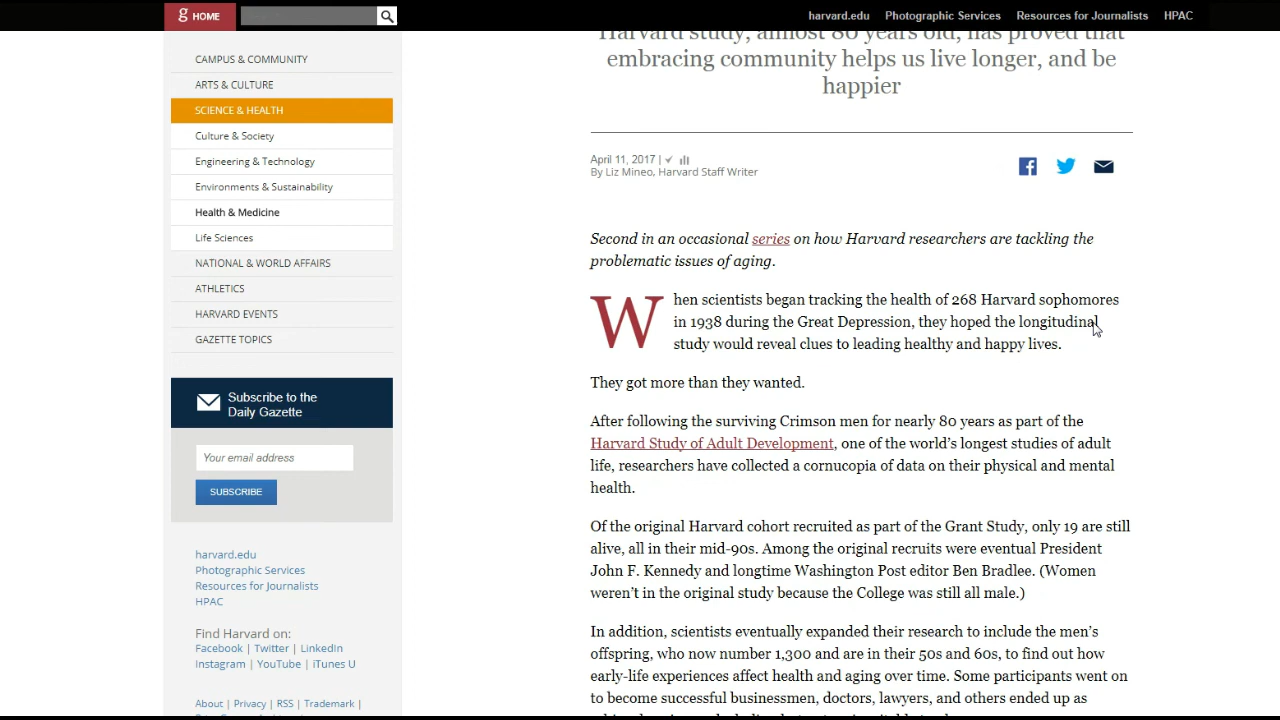 g HOME
harvard.edu Photographic Services Resources for Journalists HPAC
CAMPUS & COMMUNITY
ARTS & CULTURE
SCIENCE & HEALTH
Culture & Society
Engineering & Technology
Environments & Sustainability
Health & Medicine
Life Sciences
NATIONAL & WORLD AFFAIRS
ATHLETICS
HARVARD EVENTS
GAZETTE TOPICS
Subscribe to the
Daily Gazette
Your email address
SUBSCRIBE
harvard.edu
Photographic Services
Resources for Journalists
HPAC
Find Harvard on:
Facebook | Twitter | LinkedIn
Instagram | YouTube | iTunes U
About | Privacy | RSS | Trademark |
Harvard study, almost 80 years old, has proved that
embracing community helps us live longer, and be
happier
April 11, 2017 |
By Liz Mineo, Harvard Staff Writer
Second in an occasional series on how Harvard researchers are tackling the
problematic issues of aging.
When scientists began tracking the health of 268 Harvard sophomores
in 1938 during the Great Depression, they hoped the longitudinal
study would reveal clues to leading healthy and happy lives.
They got more than they wanted.
After following the surviving Crimson men for nearly 80 years as part of the
Harvard Study of Adult Development, one of the world's longest studies of adult
life, researchers have collected a cornucopia of data on their physical and mental
health.
Of the original Harvard cohort recruited as part of the Grant Study, only 19 are still
alive, all in their mid-90s. Among the original recruits were eventual President
John F. Kennedy and longtime Washington Post editor Ben Bradlee. (Women
weren't in the original study because the College was still all male.)
In addition, scientists eventually expanded their research to include the men's
offspring, who now number 1,300 and are in their 50s and 60s, to find out how
early-life experiences affect health and aging over time. Some participants went on
to become successful businessmen, doctors, lawyers, and others ended up as